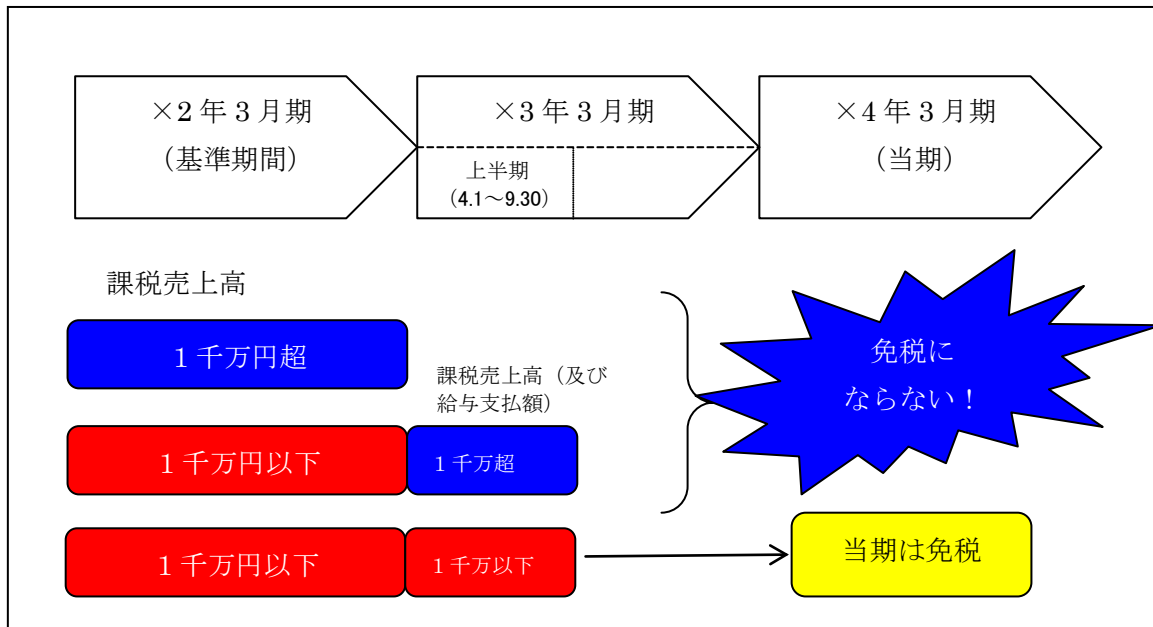 ×２年３月期
（基準期間）
×３年３月期
上半期
(4.1～9.30)
×４年３月期
（当期）
課税売上高
１千万円超
課税売上高（及び
給与支払額）
１千万円以下
１千万超
免税に
ならない！
１千万円以下
１千万以下
当期は免税